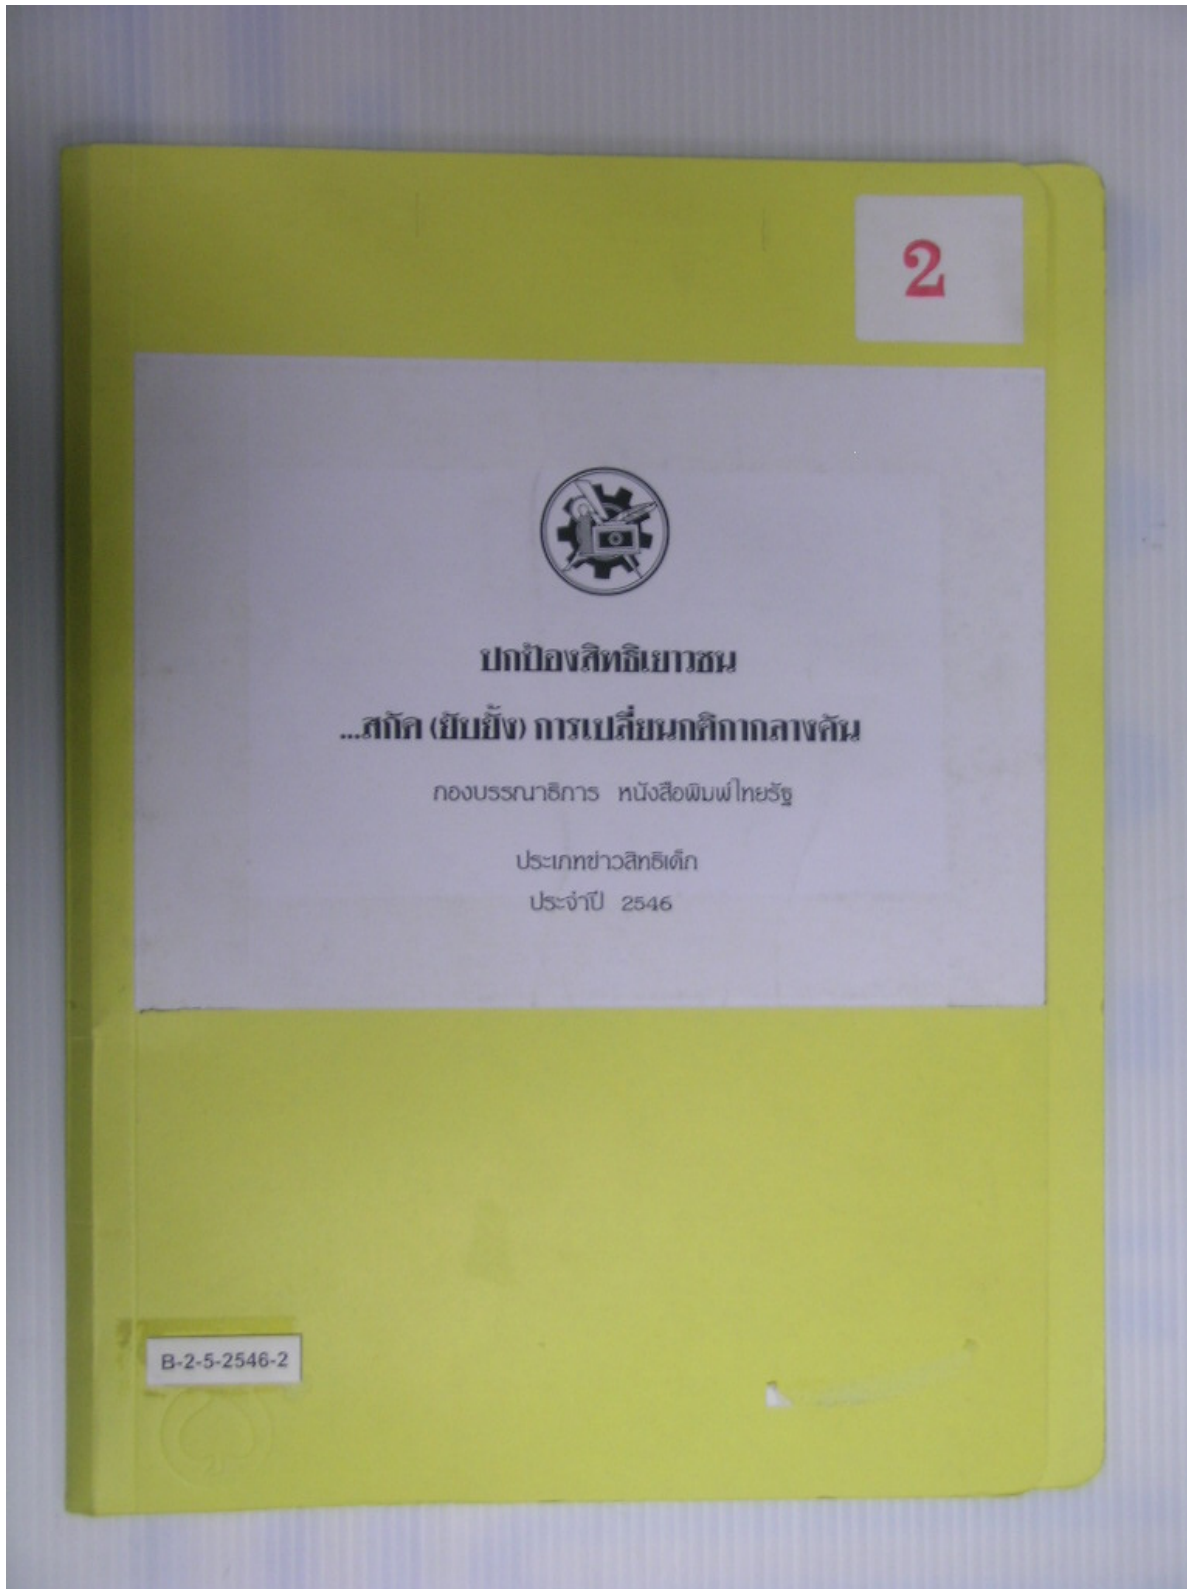 2
ปกป้องสิทธิเยาวชน
...สกัด (ยับยั้ง) การเปลี่ยนกติกากลางคัน
กองบรรณาธิการ หนังสือพิมพ์ไทยรัฐ
ประเภทข่าวสิทธิเด็ก
ประจำปี 2546
B-2-5-2546-2